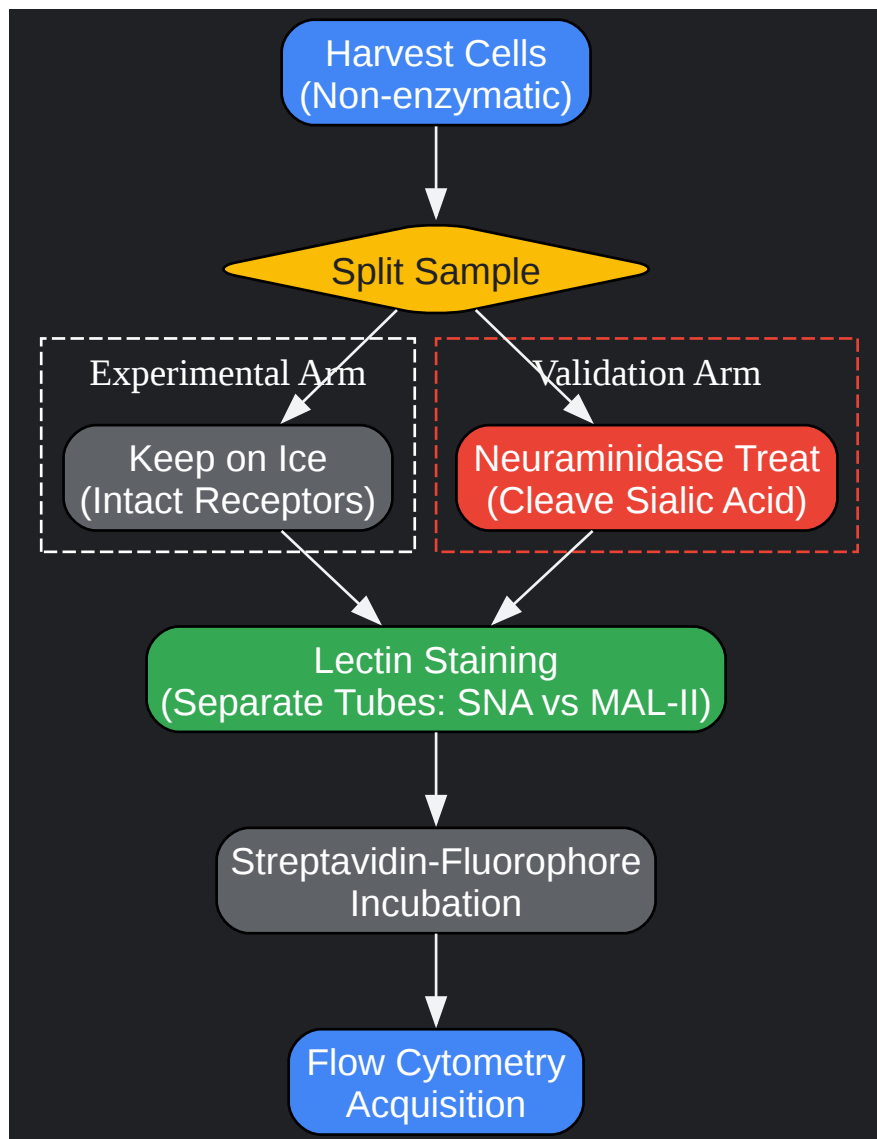 Harvest Cells
(Non-enzymatic)
Split Sample
Experimental Arm
Validation Arm
Keep on Ice
(Intact Receptors)
Neuraminidase Treat
(Cleave Sialic Acid)
Lectin Staining
(Separate Tubes: SNA vs MAL-II)
Streptavidin-Fluorophore
Incubation
Flow Cytometry
Acquisition